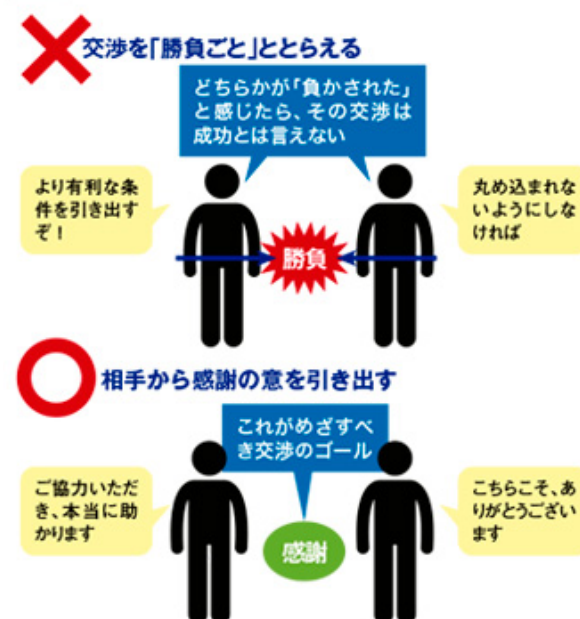 交渉を「勝負ごと」ととらえる
どちらかが「負かされた」
と感じたら、その交渉は
成功とは言えない
より有利な条
件を引き出す
ぞ！
丸め込まれな
いようにしな
ければ
勝負
相手から感謝の意を引き出す
これがめざすべ
き交渉のゴール
ご協力いただ
き、本当に助
かります
こちらこそ、あ
りがとうござい
ます
感謝